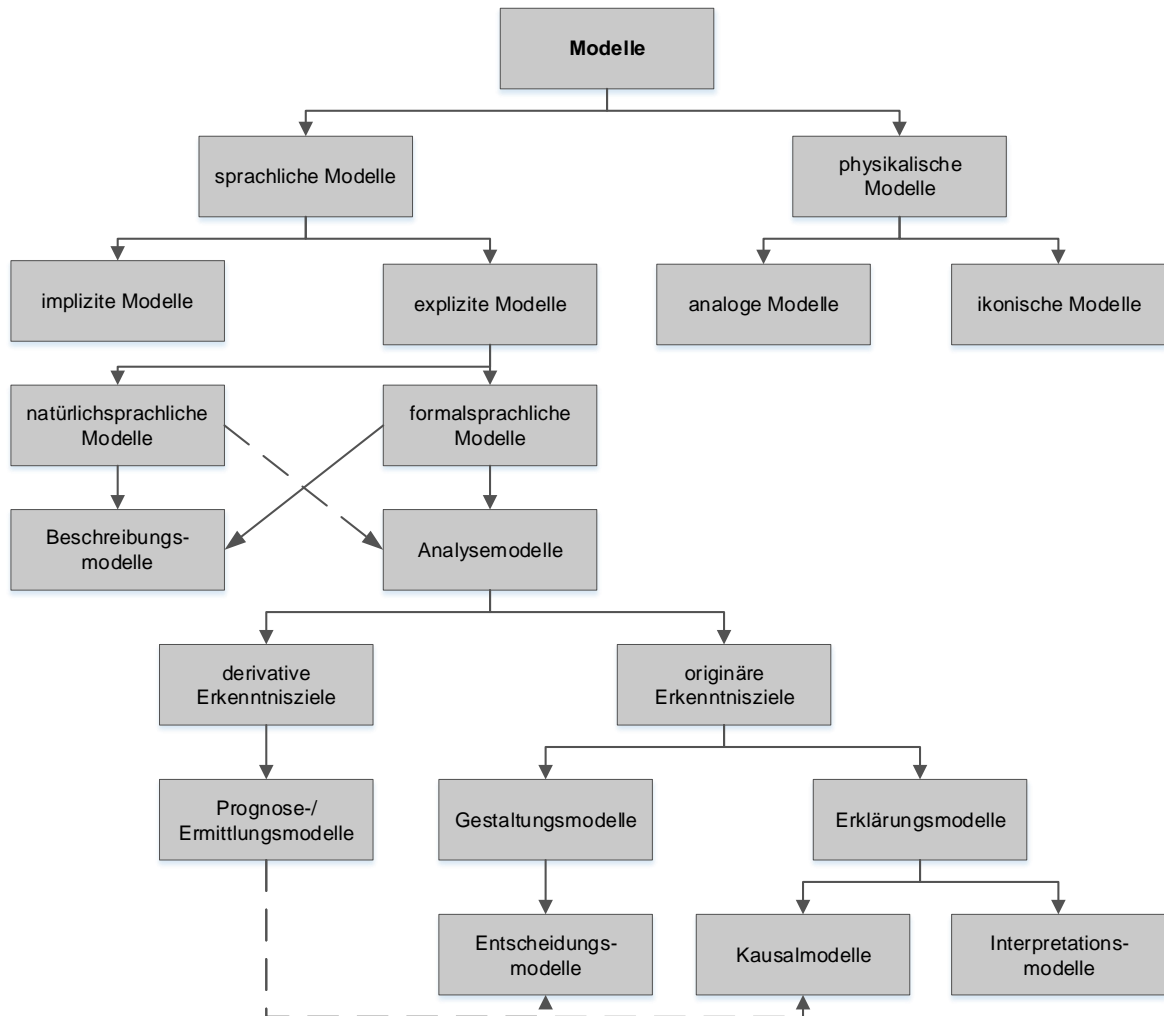 Modelle
sprachliche Modelle
physikalische
Modelle
implizite Modelle
explizite Modelle
analoge Modelle
ikonische Modelle
natürlichsprachliche
Modelle
formalsprachliche
Modelle
Beschreibungs-
modelle
Analysemodelle
derivative
Erkenntnisziele
originäre
Erkenntnisziele
Prognose-/
Ermittlungsmodelle
Gestaltungsmodelle
Erklärungsmodelle
Entscheidungs-
modelle
Kausalmodelle
Interpretations-
modelle